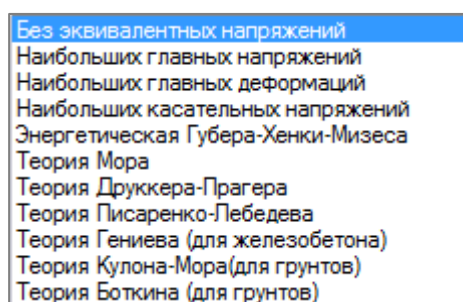 Без эквивалентных напряжений
Наибольших главных напряжений
Наибольших главных деформаций
Наибольших касательных напряжений
Энергетическая Губера-Хенки-Мизеса
Теория Мора
Теория Друккера-Прагера
Теория Писаренко-Лебедева
Теория Гениева (для железобетона)
Теория Кулона-Мора(для грунтов)
Теория Боткина (для грунтов)